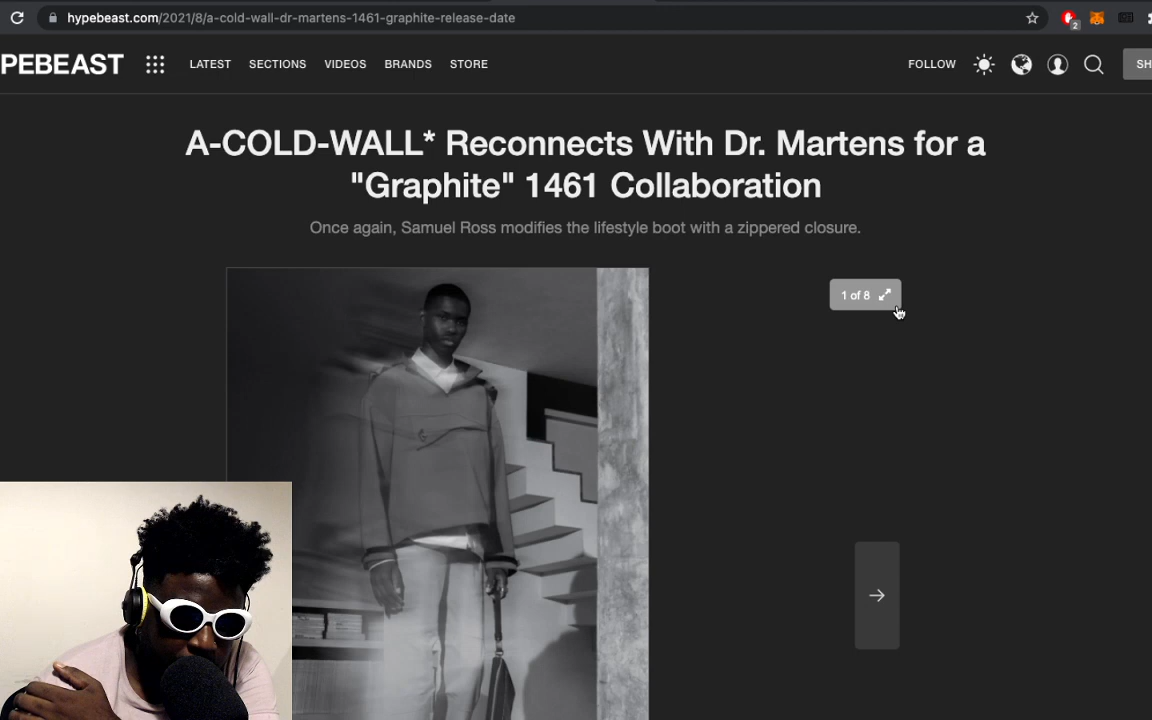 hypebeast.com/2021/8/a-cold-wall-dr-martens-1461-graphite-release-date
2
PEBEAST LATEST SECTIONS VIDEOS BRANDS STORE FOLLOW SH
A-COLD-WALL* Reconnects With Dr. Martens for a
"Graphite" 1461 Collaboration
Once again, Samuel Ross modifies the lifestyle boot with a zippered closure.
1 of 8